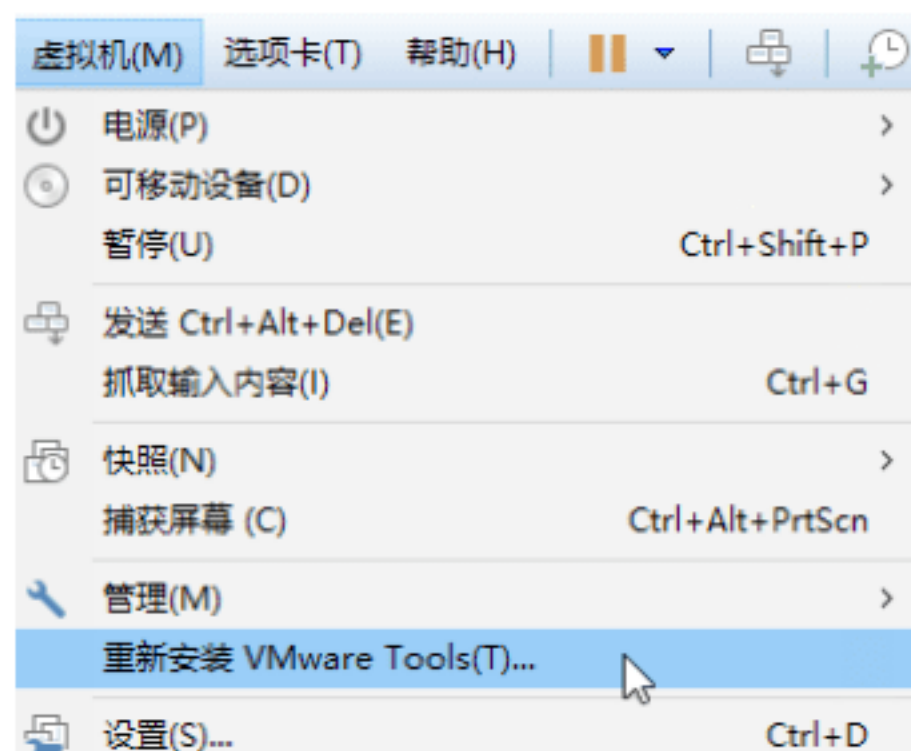 虚拟机(M) 选项卡(T) 帮助(H)
电源(P)
可移动设备(D)
暂停(U) Ctrl+Shift+P
发送 Ctrl+Alt+Del(E)
抓取输入内容(I) Ctrl+G
快照(N)
捕获屏幕 (C) Ctrl+Alt+PrtScn
管理(M)
重新安装 VMware Tools(T)...
设置(S)... Ctrl+D